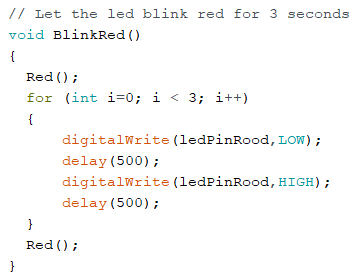 // Let the led blink red for 3 seconds
void BlinkRed()
{
  Red();
  for (int i=0; i < 3; i++)
  {
      digitalWrite(ledPinRood,LOW);
      delay(500);
      digitalWrite(ledPinRood,HIGH);
      delay(500);
  }
  Red();
}